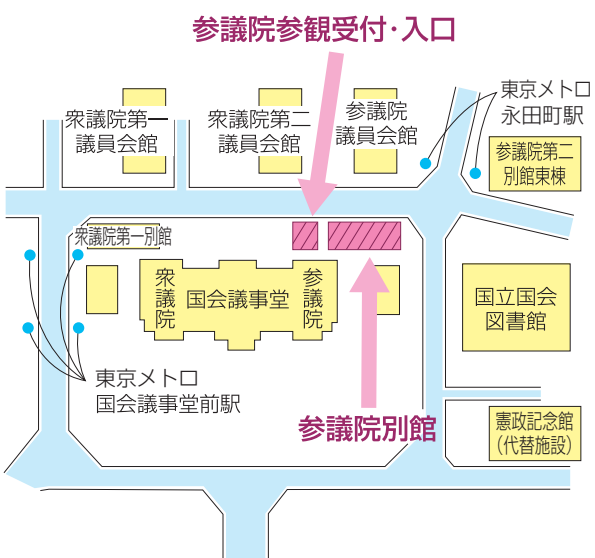 参議院参観受付・入口
衆議院第一
議員会館
衆議院第二
議員会館
参議院
議員会館
東京メトロ
永田町駅
参議院第二
別館東棟
衆議院第一別館
衆議院
国会議事堂
参議院
国立国会
図書館
東京メトロ
国会議事堂前駅
参議院別館
憲政記念館
（代替施設）